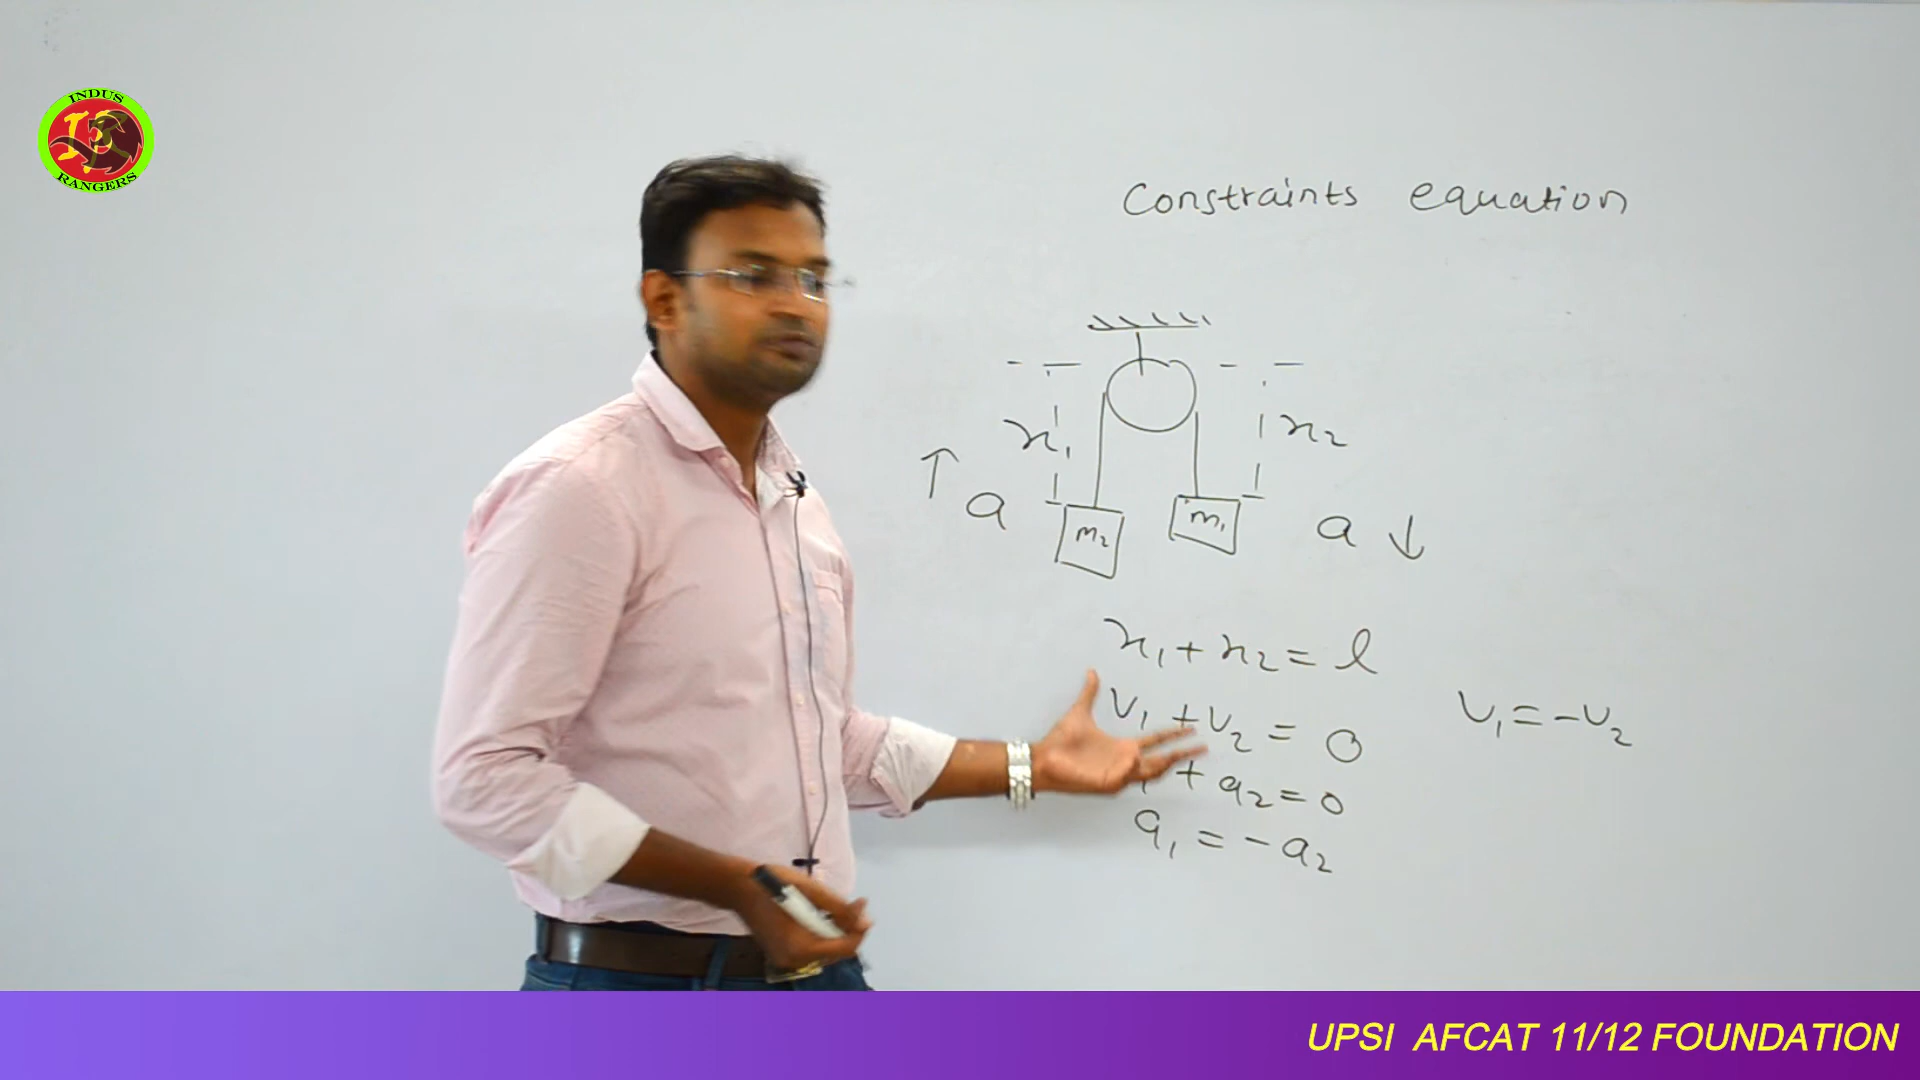 INDUS
IR
RANGERS
Constraints equation
x₁
x₂
↑ a
m₂
m₁
a ↓
x₁ + x₂ = l
v₁ + v₂ = 0
v₁ = -v₂
+ a₂ = 0
a₁ = -a₂
UPSI AFCAT 11/12 FOUNDATION